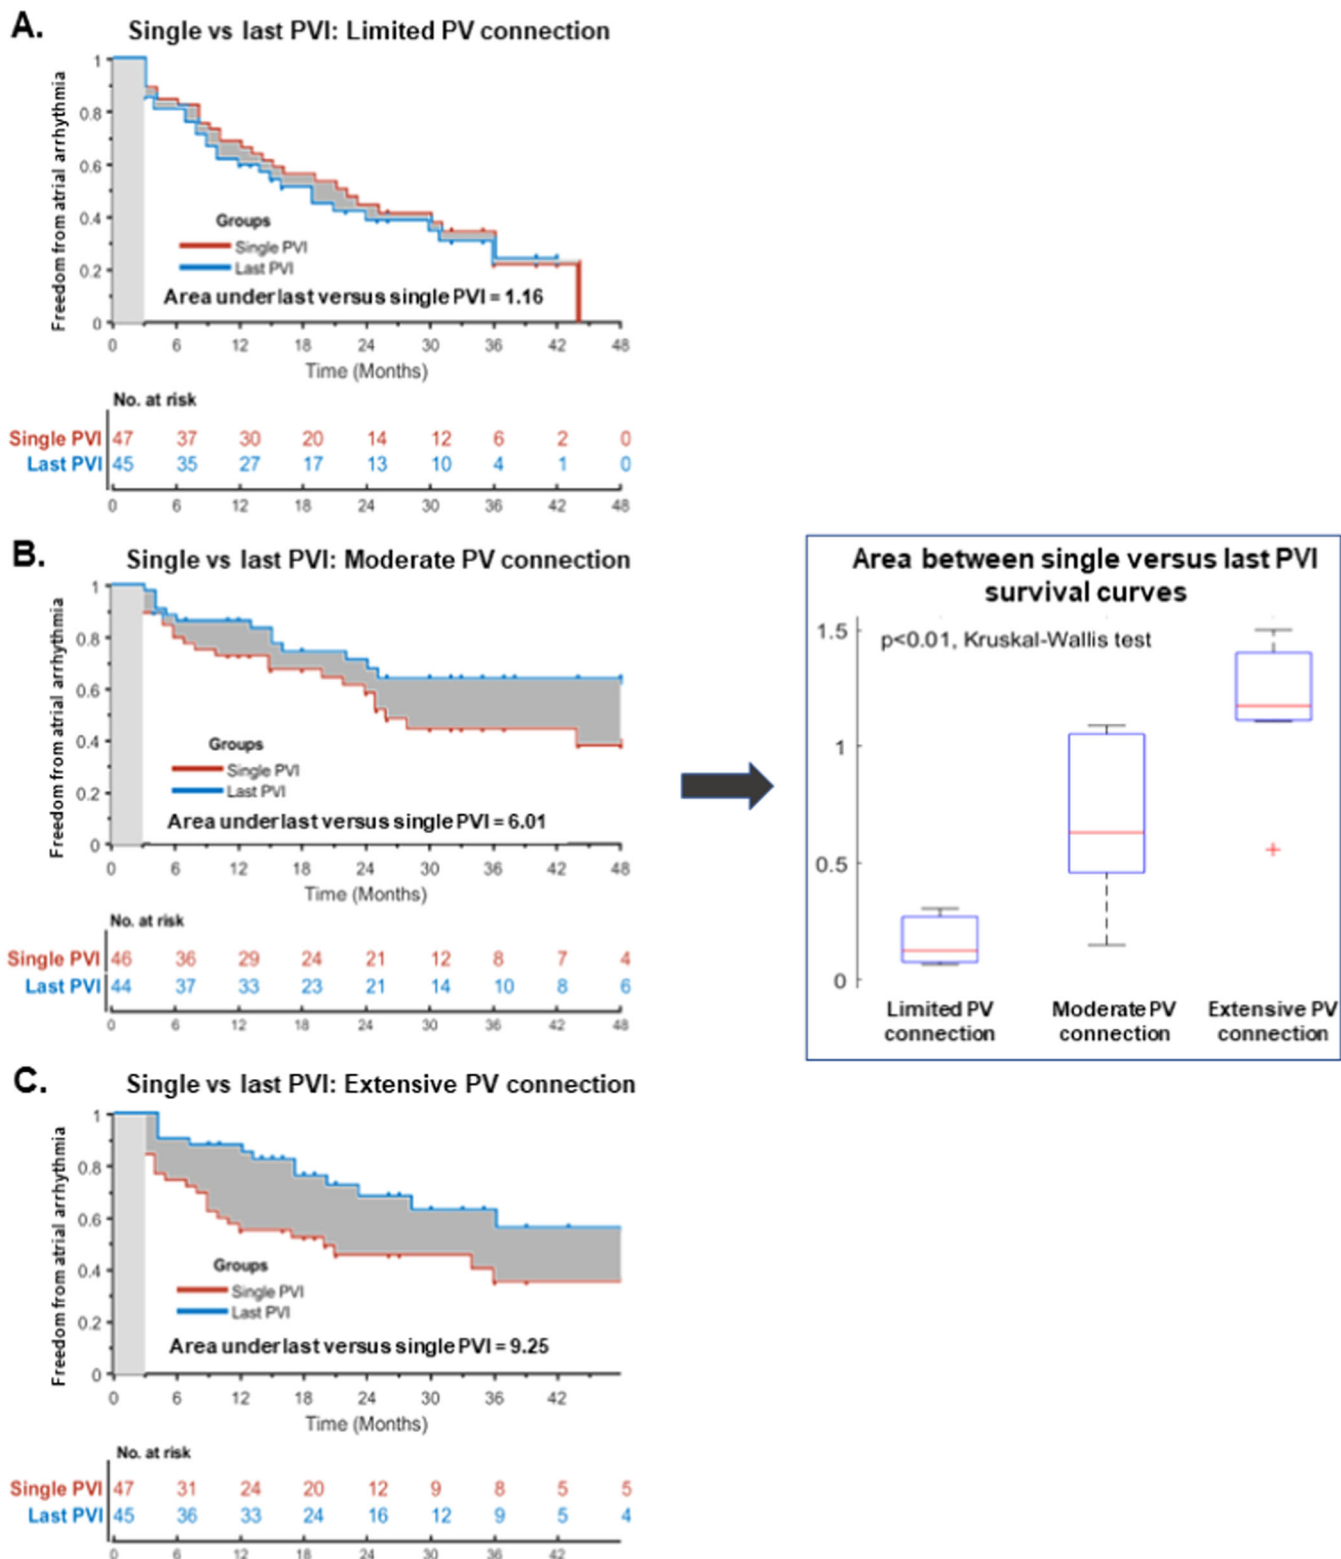 A.
Single vs last PVI: Limited PV connection
Freedom from atrial arrhythmia
1
0.8
0.6
0.4
0.2
0
Groups
Single PVI
Last PVI
Area under last versus single PVI = 1.16
0 6 12 18 24 30 36 42 48
Time (Months)
No. at risk
Single PVI 47 37 30 20 14 12 6 2 0
Last PVI 45 35 27 17 13 10 4 1 0
0 6 12 18 24 30 36 42 48
B.
Single vs last PVI: Moderate PV connection
Freedom from atrial arrhythmia
1
0.8
0.6
0.4
0.2
0
Groups
Single PVI
Last PVI
Area under last versus single PVI = 6.01
0 6 12 18 24 30 36 42 48
Time (Months)
No. at risk
Single PVI 46 36 29 24 21 12 8 7 4
Last PVI 44 37 33 23 21 14 10 8 6
0 6 12 18 24 30 36 42 48
Area between single versus last PVI
survival curves
p<0.01, Kruskal-Wallis test
1.5
1
0.5
0
Limited PV connection
Moderate PV connection
Extensive PV connection
C.
Single vs last PVI: Extensive PV connection
Freedom from atrial arrhythmia
1
0.8
0.6
0.4
0.2
0
Groups
Single PVI
Last PVI
Area under last versus single PVI = 9.25
0 6 12 18 24 30 36 42
Time (Months)
No. at risk
Single PVI 47 31 24 20 12 9 8 5 5
Last PVI 45 36 33 24 16 12 9 5 4
0 6 12 18 24 30 36 42 48